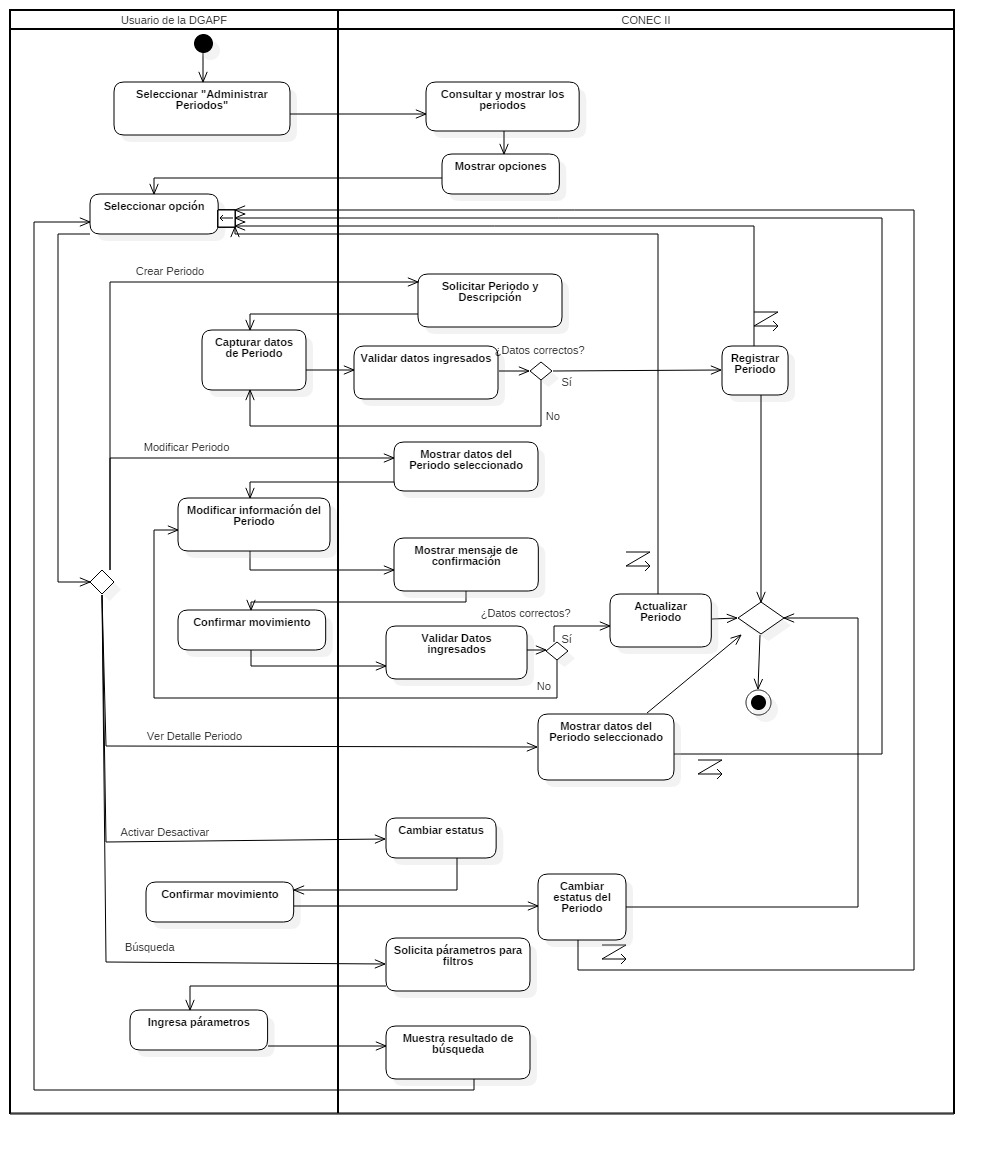 Usuario de la DGAPF
CONEC II
Seleccionar "Administrar
Periodos"
Consultar y mostrar los
periodos
Mostrar opciones
Seleccionar opción
Crear Periodo
Solicitar Periodo y
Descripción
Capturar datos
de Periodo
Validar datos ingresados
¿Datos correctos?
Sí
No
Registrar
Periodo
Modificar Periodo
Mostrar datos del
Periodo seleccionado
Modificar información del
Periodo
Mostrar mensaje de
confirmación
Confirmar movimiento
¿Datos correctos?
Validar Datos
ingresados
Sí
No
Actualizar
Periodo
Ver Detalle Periodo
Mostrar datos del
Periodo seleccionado
Activar Desactivar
Cambiar estatus
Confirmar movimiento
Cambiar
estatus del
Periodo
Búsqueda
Solicita párametros para
filtros
Ingresa párametros
Muestra resultado de
búsqueda